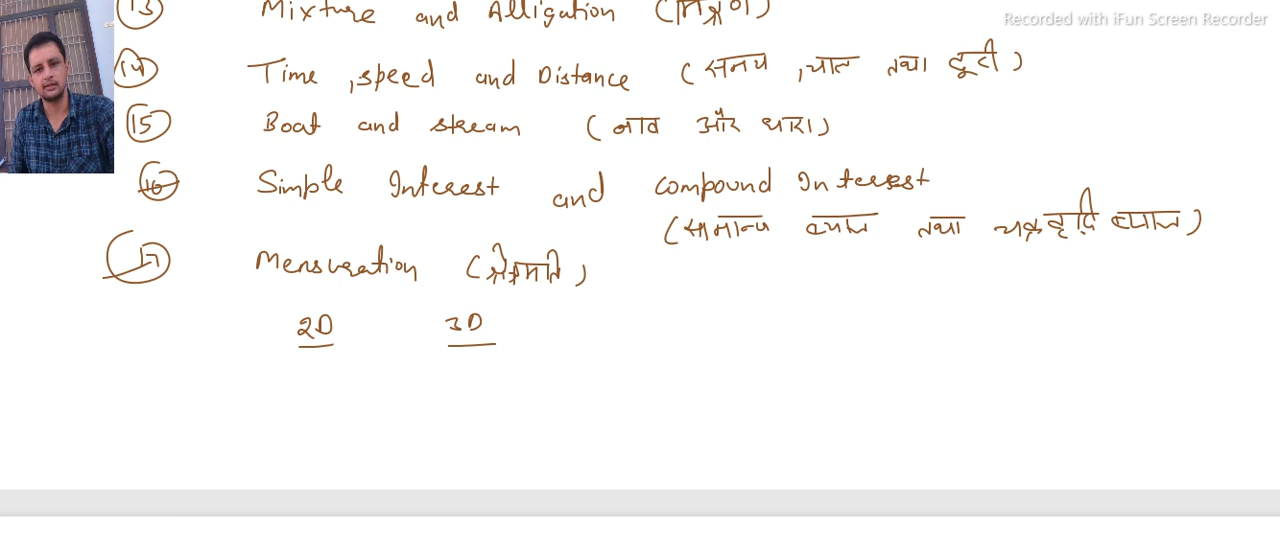 (13) Mixture and Alligation (मिश्रण)
Recorded with iFun Screen Recorder
(14) Time, speed and Distance (समय, चाल तथा दूरी)
(15) Boat and stream (नाव और धारा)
(16) Simple Interest and compound Interest
(सामान्य ब्याज तथा चक्रवृद्धि ब्याज)
(17) Mensuration (क्षेत्रमिति)
2D 3D